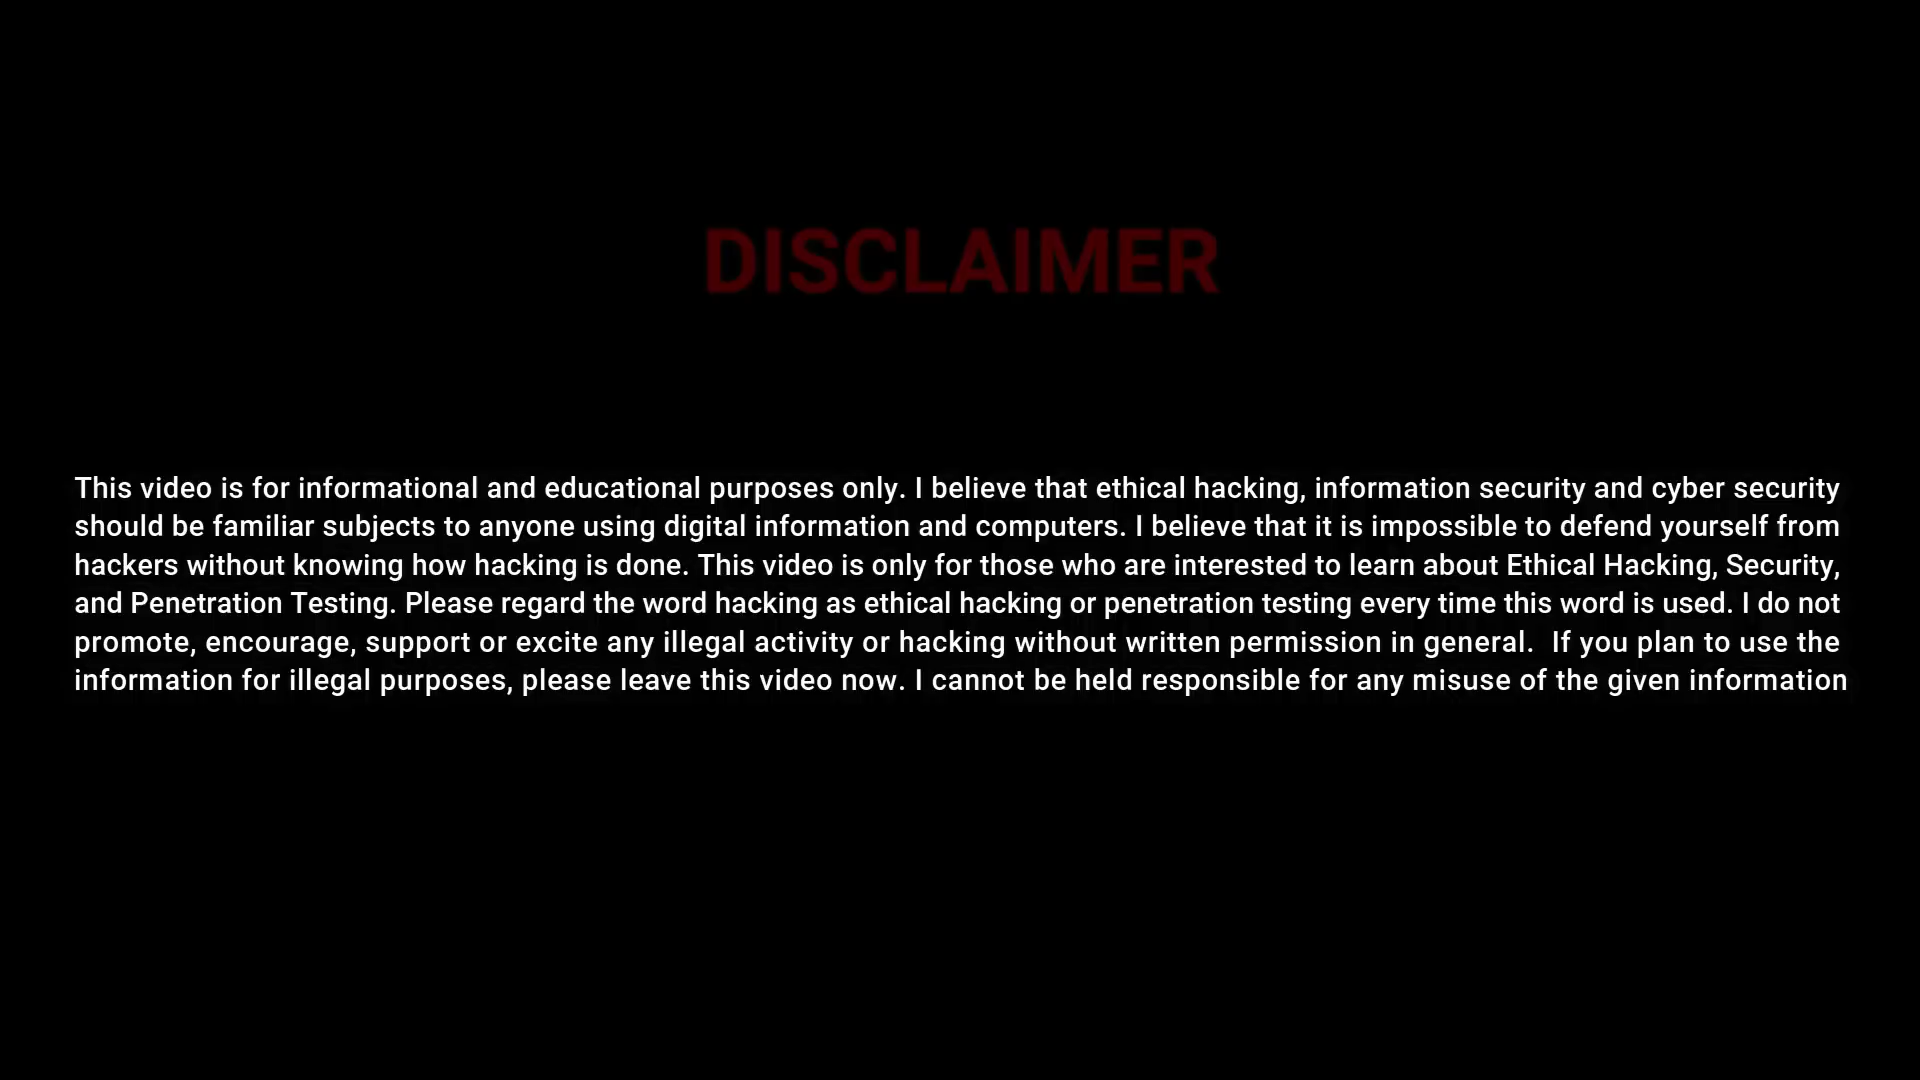 DISCLAIMER
This video is for informational and educational purposes only. I believe that ethical hacking, information security and cyber security
should be familiar subjects to anyone using digital information and computers. I believe that it is impossible to defend yourself from
hackers without knowing how hacking is done. This video is only for those who are interested to learn about Ethical Hacking, Security,
and Penetration Testing. Please regard the word hacking as ethical hacking or penetration testing every time this word is used. I do not
promote, encourage, support or excite any illegal activity or hacking without written permission in general.  If you plan to use the
information for illegal purposes, please leave this video now. I cannot be held responsible for any misuse of the given information